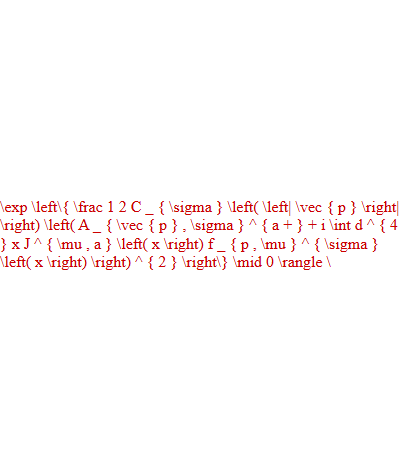 \exp \left\{ \frac 1 2 C _ { \sigma } \left( \left| \vec { p } \right|
\right) \left( A _ { \vec { p } , \sigma } ^ { a + } + i \int d ^ { 4
} x J ^ { \mu , a } \left( x \right) f _ { p , \mu } ^ { \sigma }
\left( x \right) \right) ^ { 2 } \right\} \mid 0 \rangle \